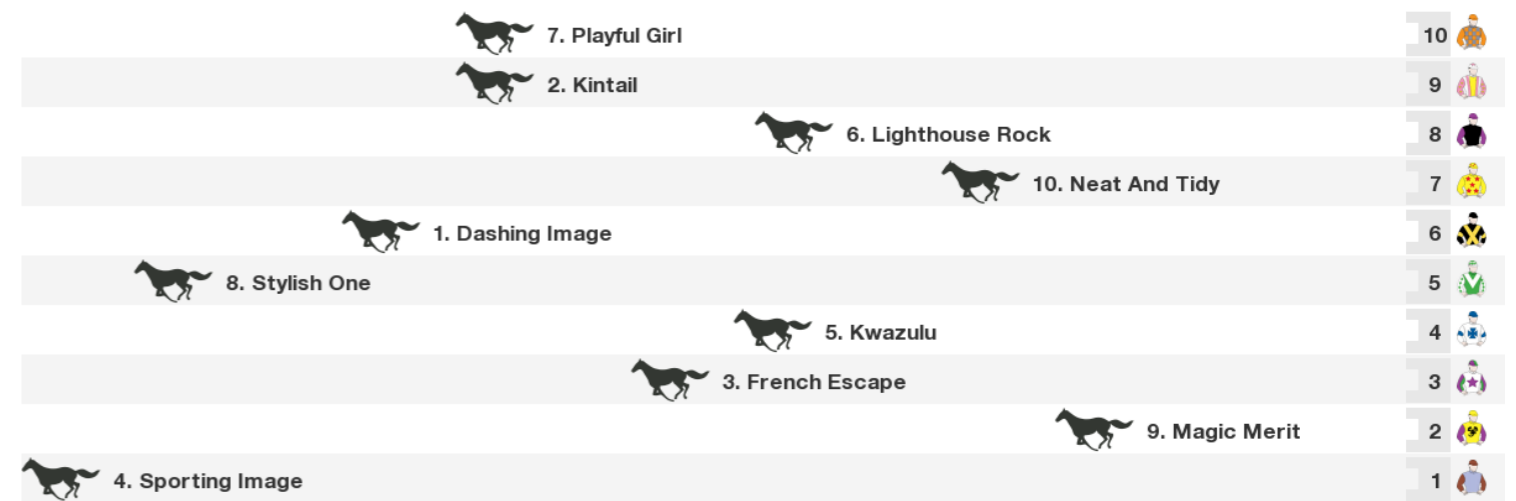 7. Playful Girl 10
2. Kintail 9
6. Lighthouse Rock 8
10. Neat And Tidy 7
1. Dashing Image 6
8. Stylish One 5
5. Kwazulu 4
3. French Escape 3
9. Magic Merit 2
4. Sporting Image 1